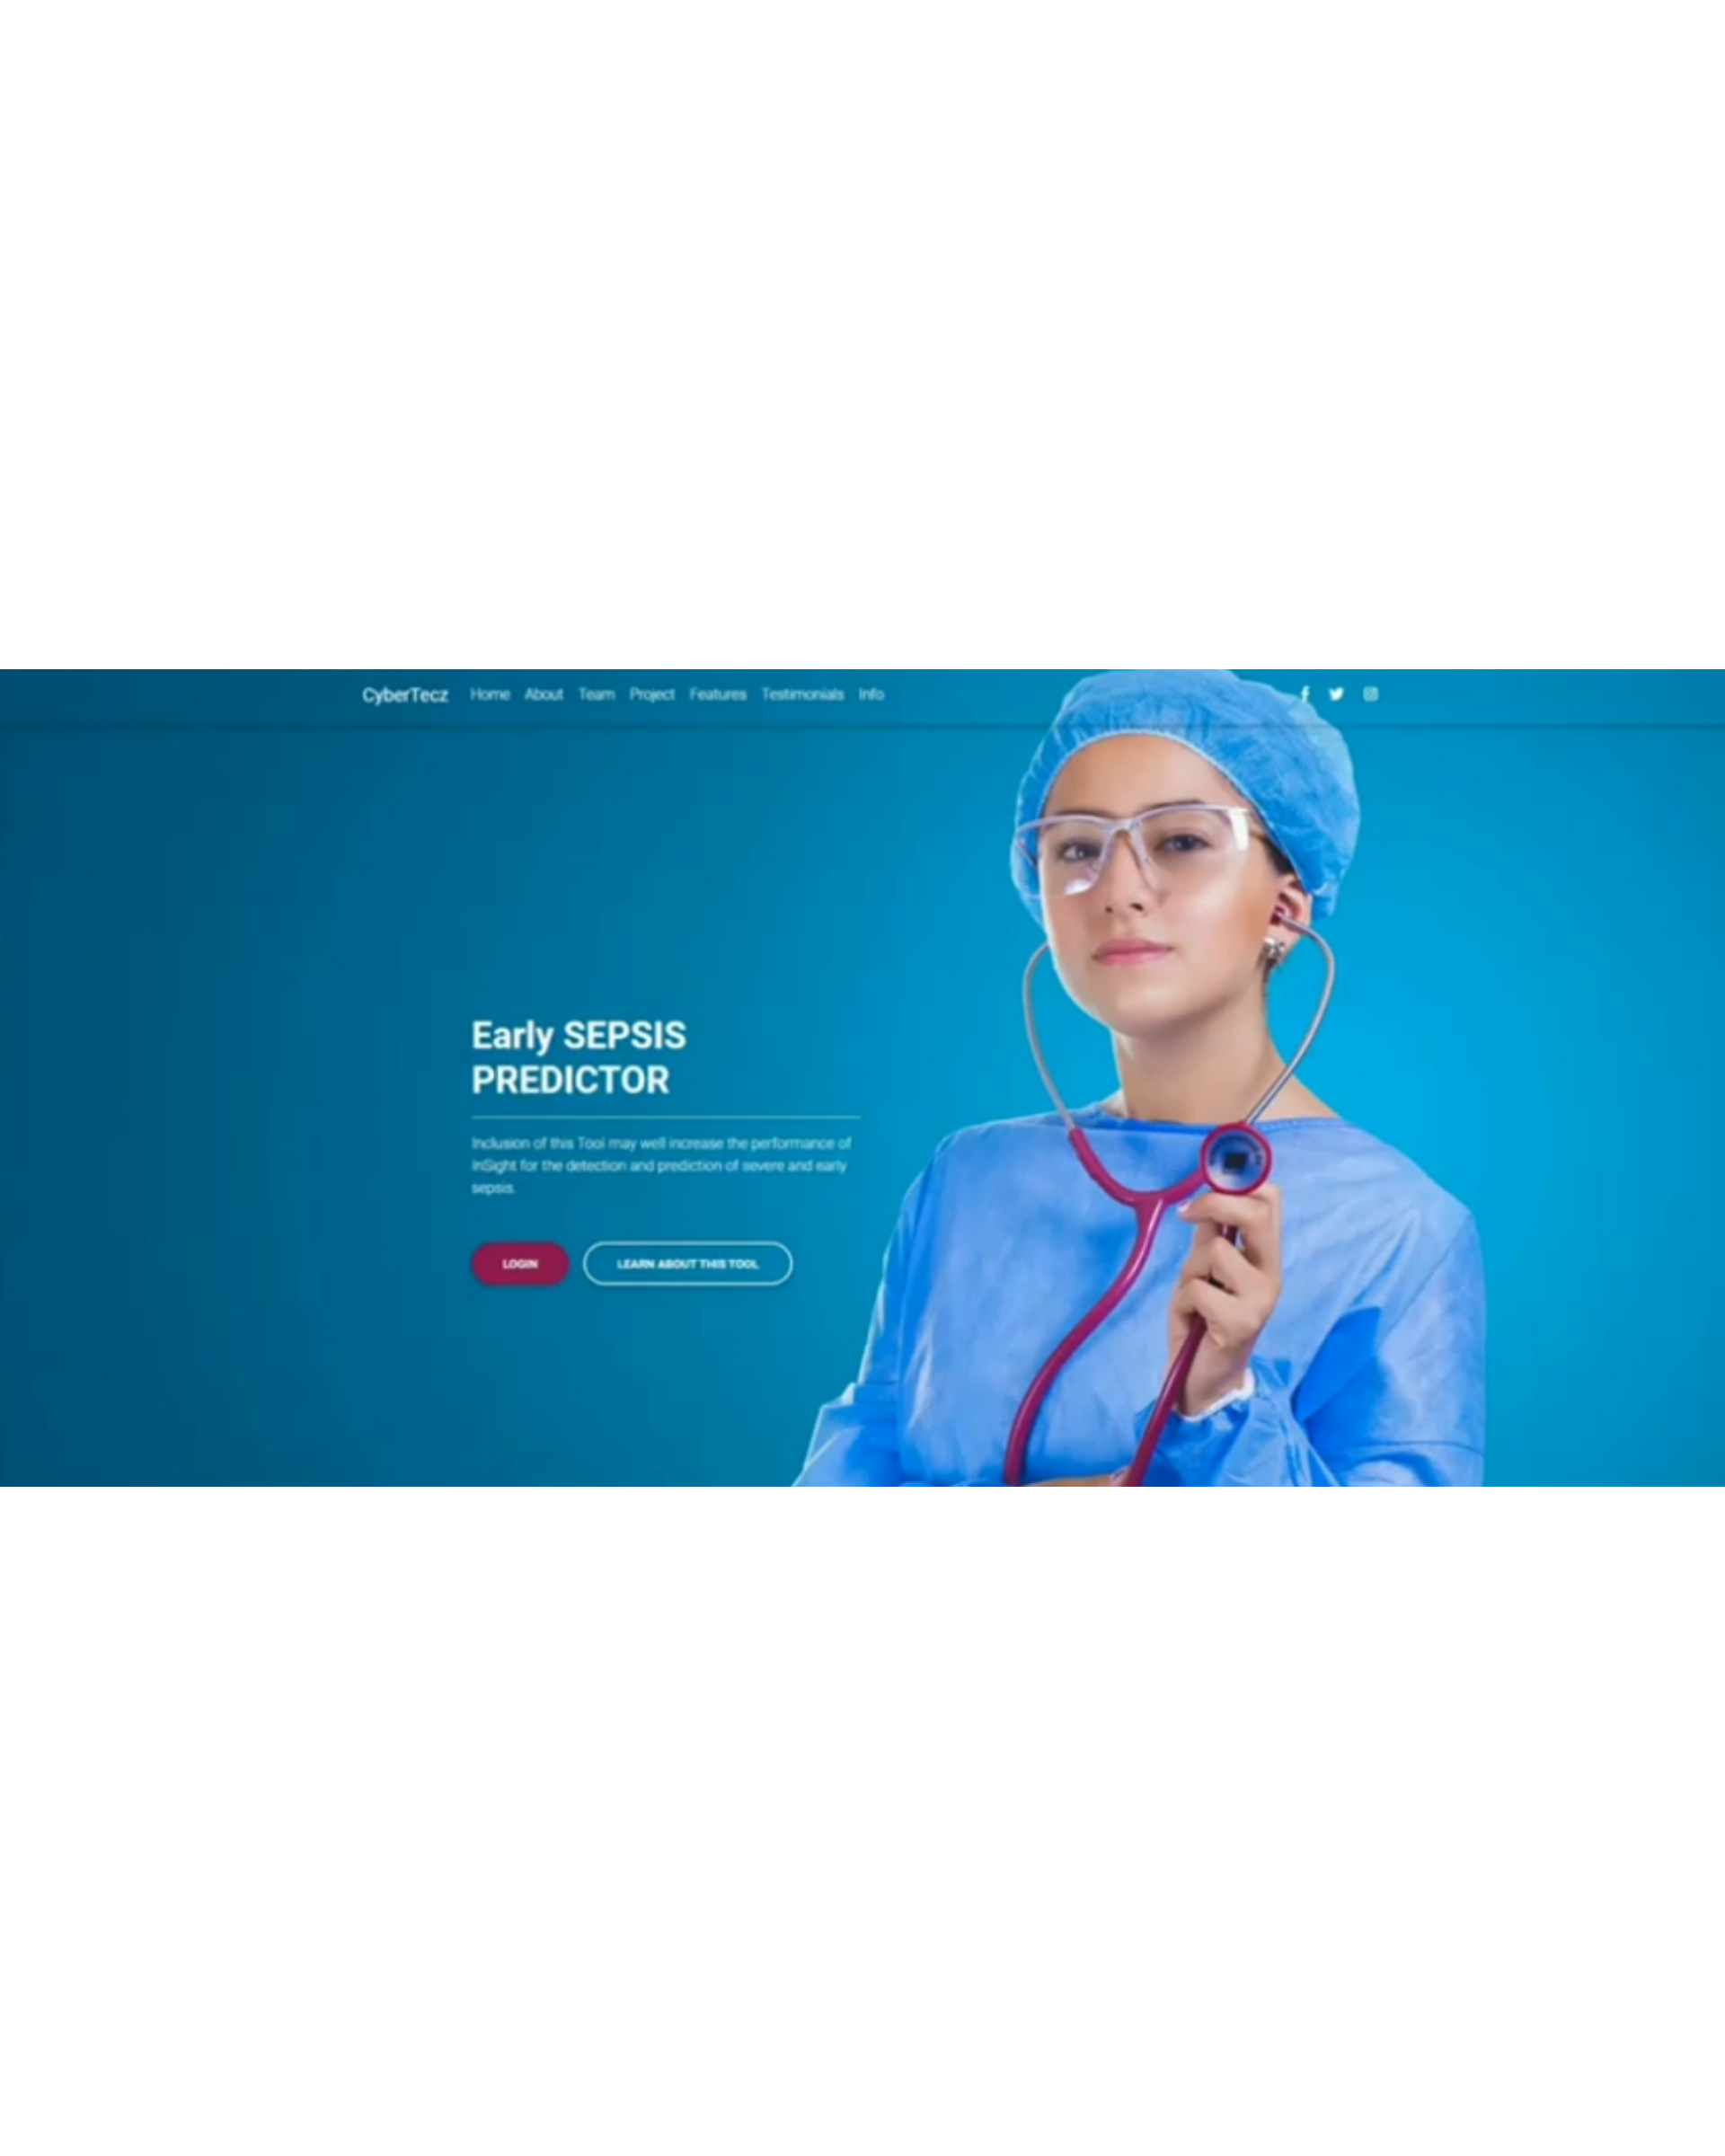 CyberTecz Home About Team Project Features Testimonials Info
Early SEPSIS
PREDICTOR
Inclusion of this Tool may well increase the performance of
InSight for the detection and prediction of severe and early
sepsis.
LOGIN LEARN ABOUT THIS TOOL